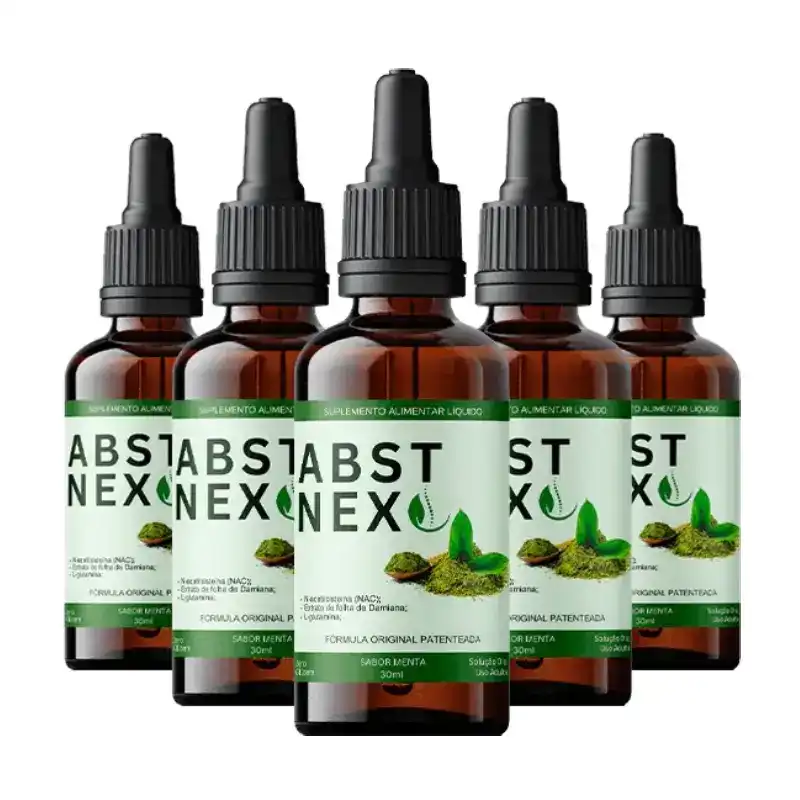 SUPLEMENTO ALIMENTAR LÍQUIDO
ABST
NEX
- N-acetilcisteína (NAC);
- Extrato de folha de Damiana;
- L-glutamina;
FÓRMULA ORIGINAL PATENTEADA
SABOR MENTA
30ml
Solução Oral
Uso Adulto